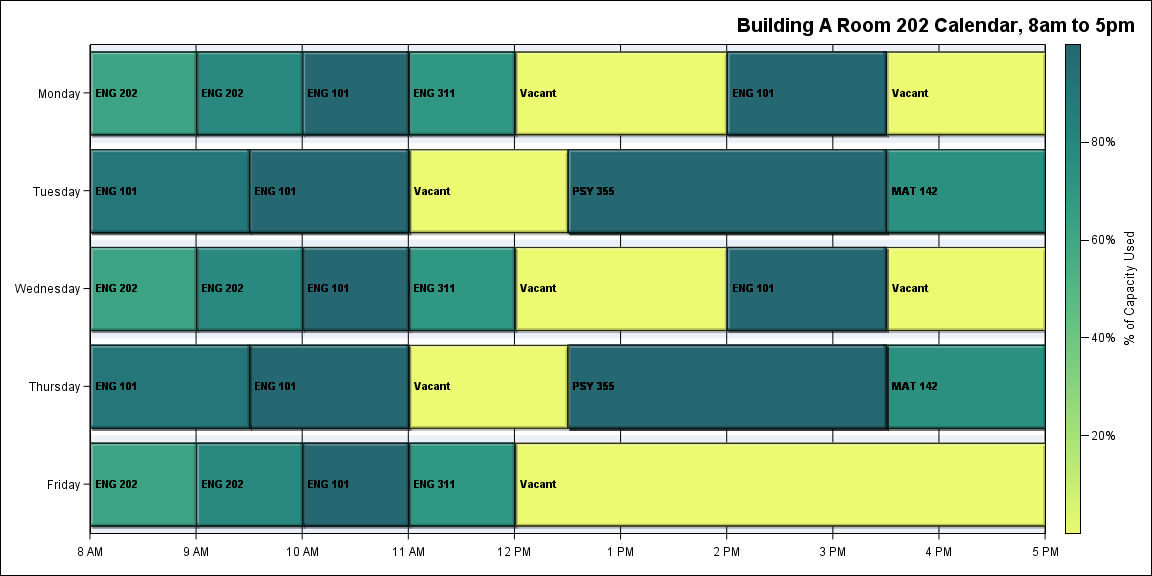 Building A Room 202 Calendar, 8am to 5pm
Monday
ENG 202
ENG 202
ENG 101
ENG 311
Vacant
ENG 101
Vacant
Tuesday
ENG 101
ENG 101
Vacant
PSY 355
MAT 142
Wednesday
ENG 202
ENG 202
ENG 101
ENG 311
Vacant
ENG 101
Vacant
Thursday
ENG 101
ENG 101
Vacant
PSY 355
MAT 142
Friday
ENG 202
ENG 202
ENG 101
ENG 311
Vacant
8 AM
9 AM
10 AM
11 AM
12 PM
1 PM
2 PM
3 PM
4 PM
5 PM
80%
60%
40%
20%
% of Capacity Used